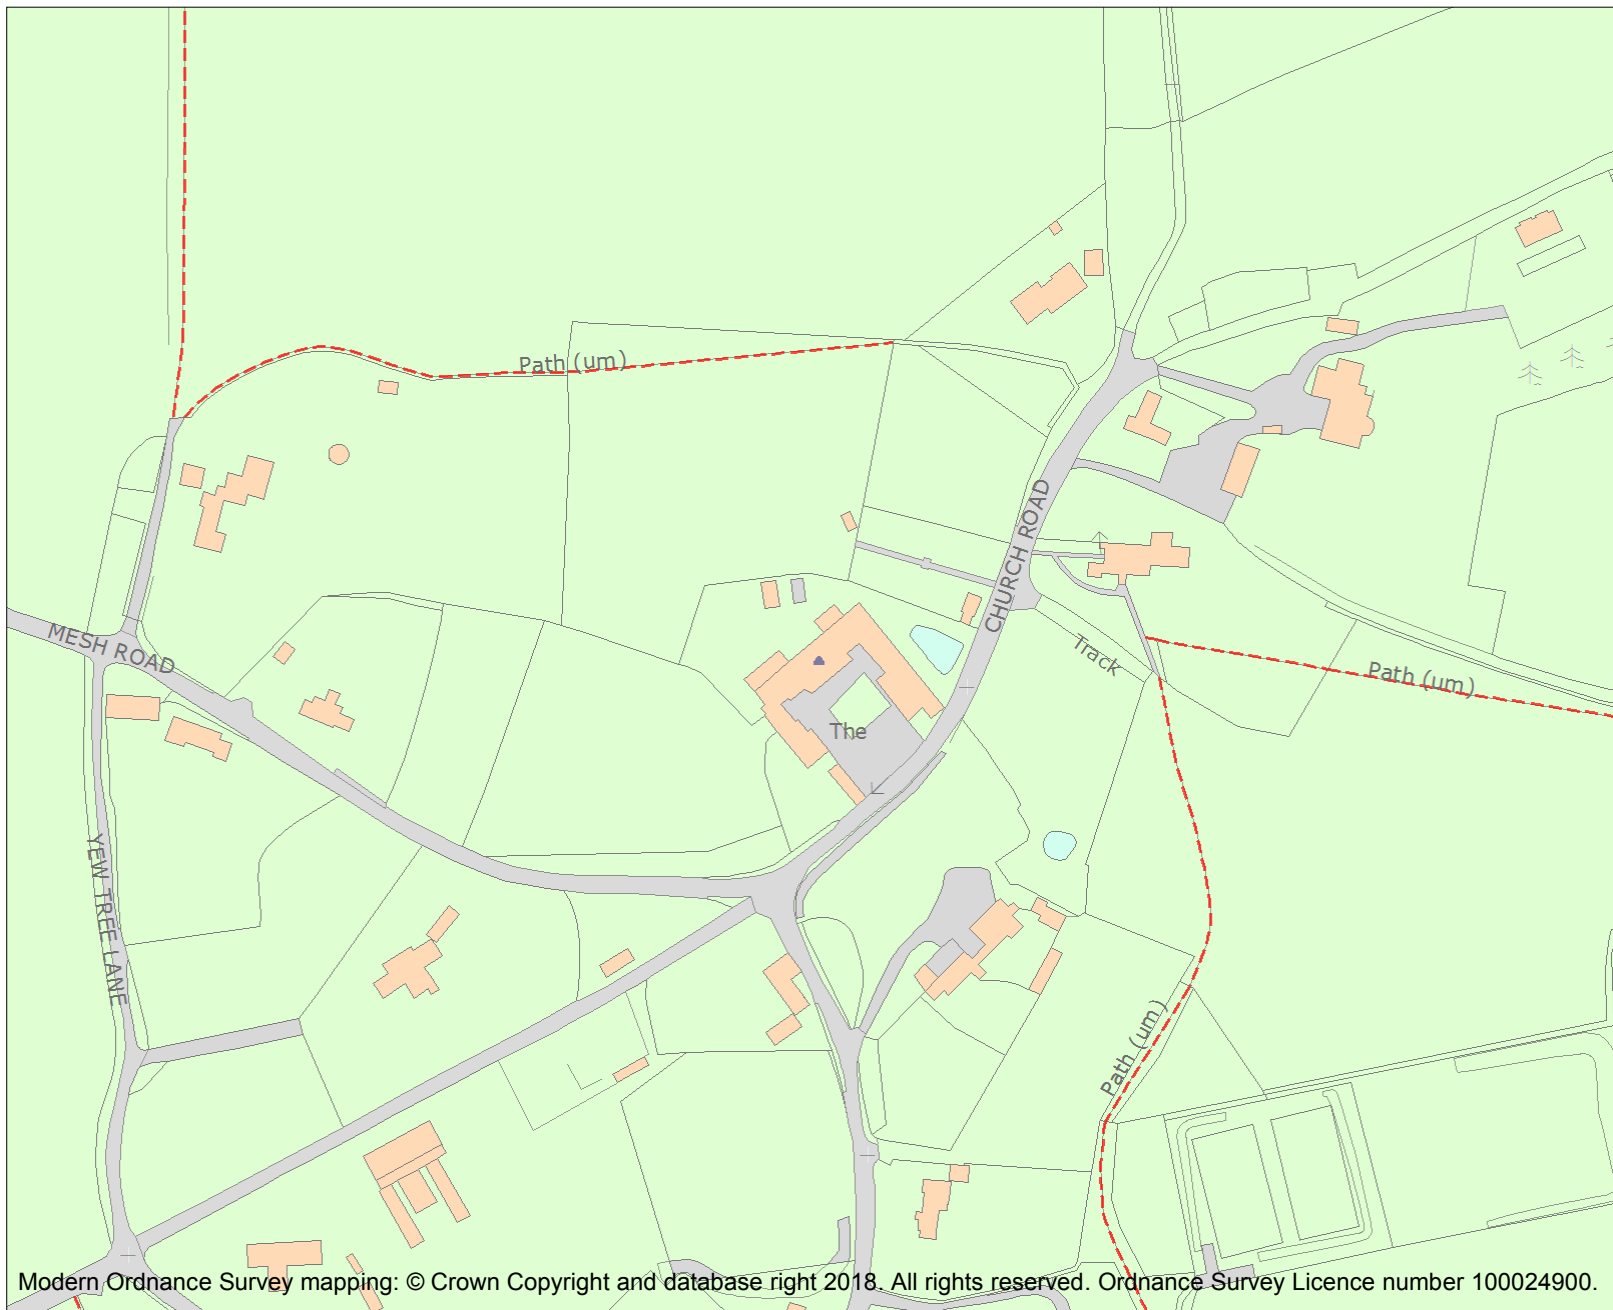 Path (um)
CHURCH ROAD
MESH ROAD
Track
Path (um)
The
YEW TREE LANE
Path (um)
Modern Ordnance Survey mapping: © Crown Copyright and database right 2018. All rights reserved. Ordnance Survey Licence number 100024900.